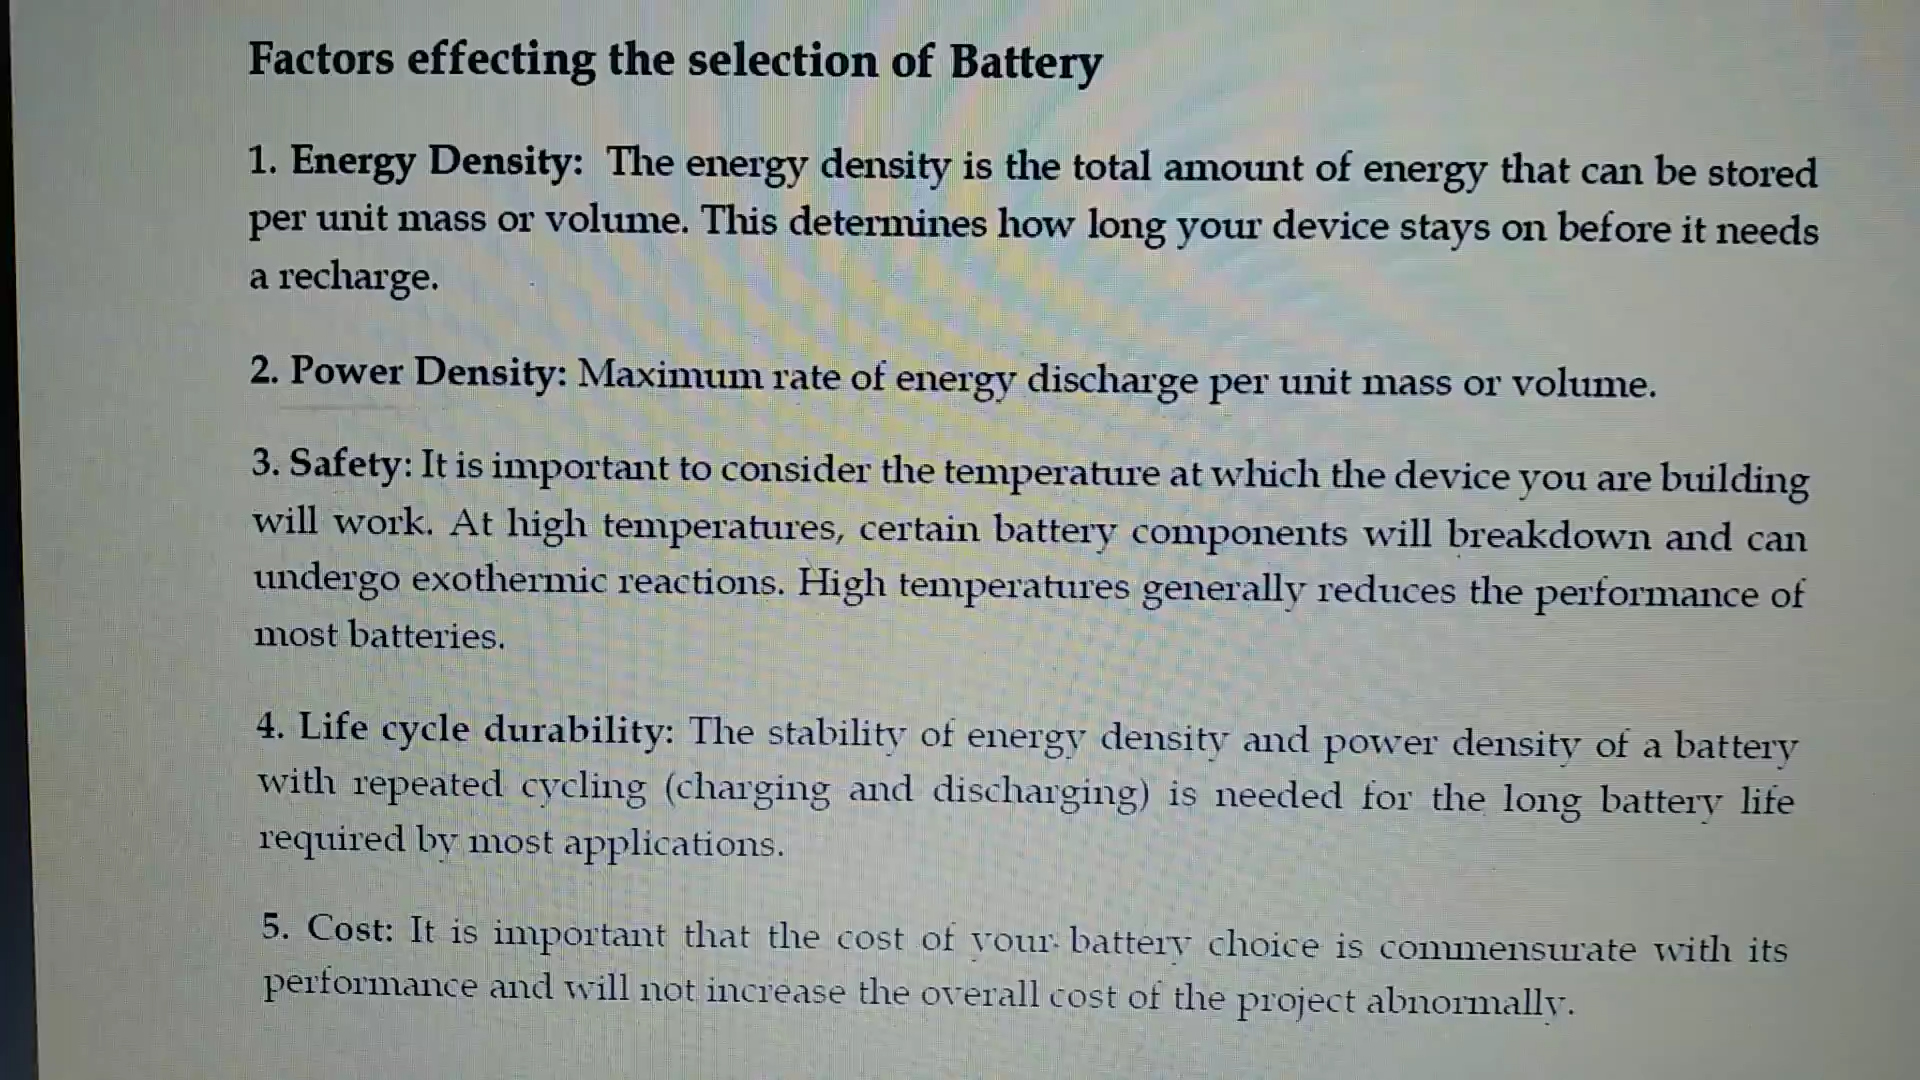 Factors effecting the selection of Battery
1. Energy Density: The energy density is the total amount of energy that can be stored
per unit mass or volume. This determines how long your device stays on before it needs
a recharge.
2. Power Density: Maximum rate of energy discharge per unit mass or volume.
3. Safety: It is important to consider the temperature at which the device you are building
will work. At high temperatures, certain battery components will breakdown and can
undergo exothermic reactions. High temperatures generally reduces the performance of
most batteries.
4. Life cycle durability: The stability of energy density and power density of a battery
with repeated cycling (charging and discharging) is needed for the long battery life
required by most applications.
5. Cost: It is important that the cost of your battery choice is commensurate with its
performance and will not increase the overall cost of the project abnormally.